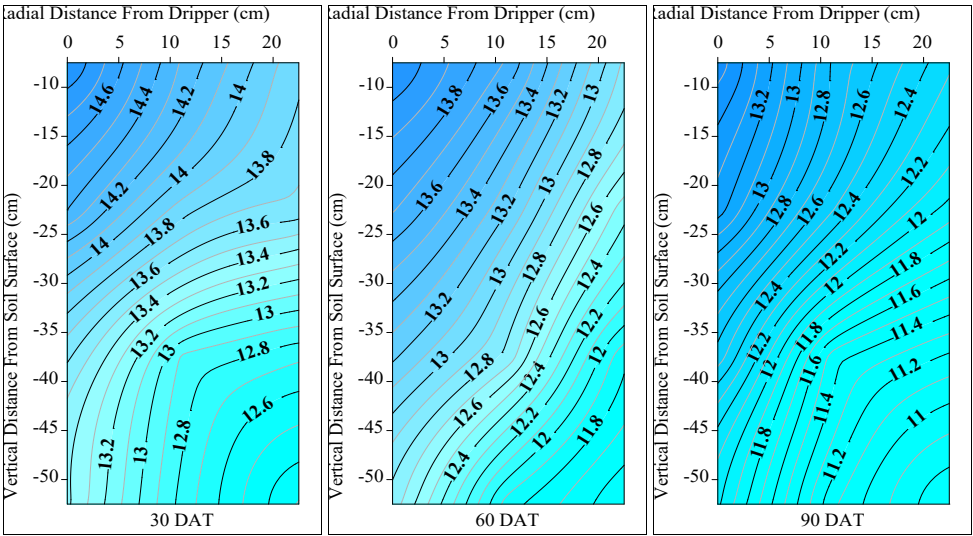 Radial Distance From Dripper (cm)
0 5 10 15 20
-10
-15
-20
-25
-30
-35
-40
-45
-50
Vertical Distance From Soil Surface (cm)
14.6 14.4 14.2 14
14.2 14 13.8
14 13.8 13.6
13.6 13.4
13.4 13.2
13.2 13 13
12.8
12.6
13.2 13 12.8
30 DAT
Radial Distance From Dripper (cm)
0 5 10 15 20
-10
-15
-20
-25
-30
-35
-40
-45
-50
Vertical Distance From Soil Surface (cm)
13.8 13.6 13.4 13.2 13
13.6 13.4 13.2 13 12.8
12.6
13.2 13 12.8 12.4
12.6 12.2
13 12.8 12.4 12
12.6 12.2 11.8
12.4 12
60 DAT
Radial Distance From Dripper (cm)
0 5 10 15 20
-10
-15
-20
-25
-30
-35
-40
-45
-50
Vertical Distance From Soil Surface (cm)
13.2 13 12.8 12.6 12.4
13 12.8 12.6 12.4 12.2
12
12.4 12.2 12 11.8
11.6
12.2 11.8 11.4
12 11.6 11.2
11.8 11.4 11
11.2
90 DAT